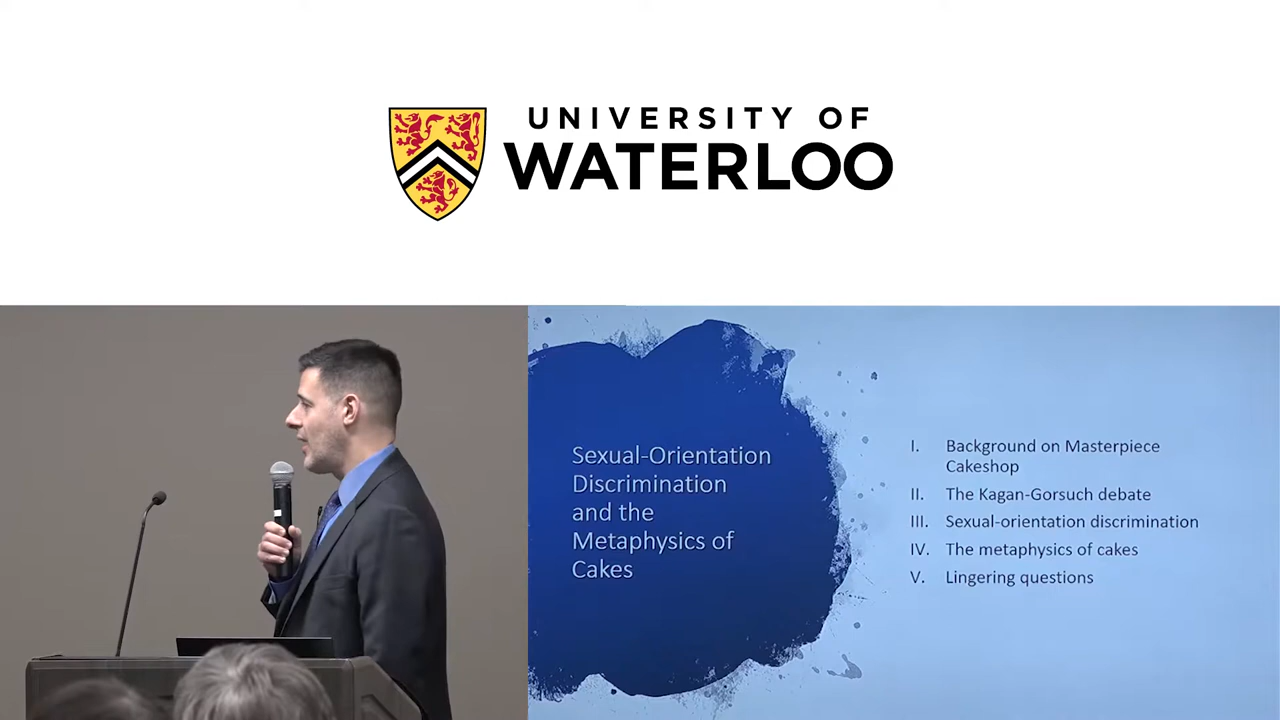 UNIVERSITY OF
WATERLOO
Sexual-Orientation
Discrimination
and the
Metaphysics of
Cakes
I. Background on Masterpiece
Cakeshop
II. The Kagan-Gorsuch debate
III. Sexual-orientation discrimination
IV. The metaphysics of cakes
V. Lingering questions